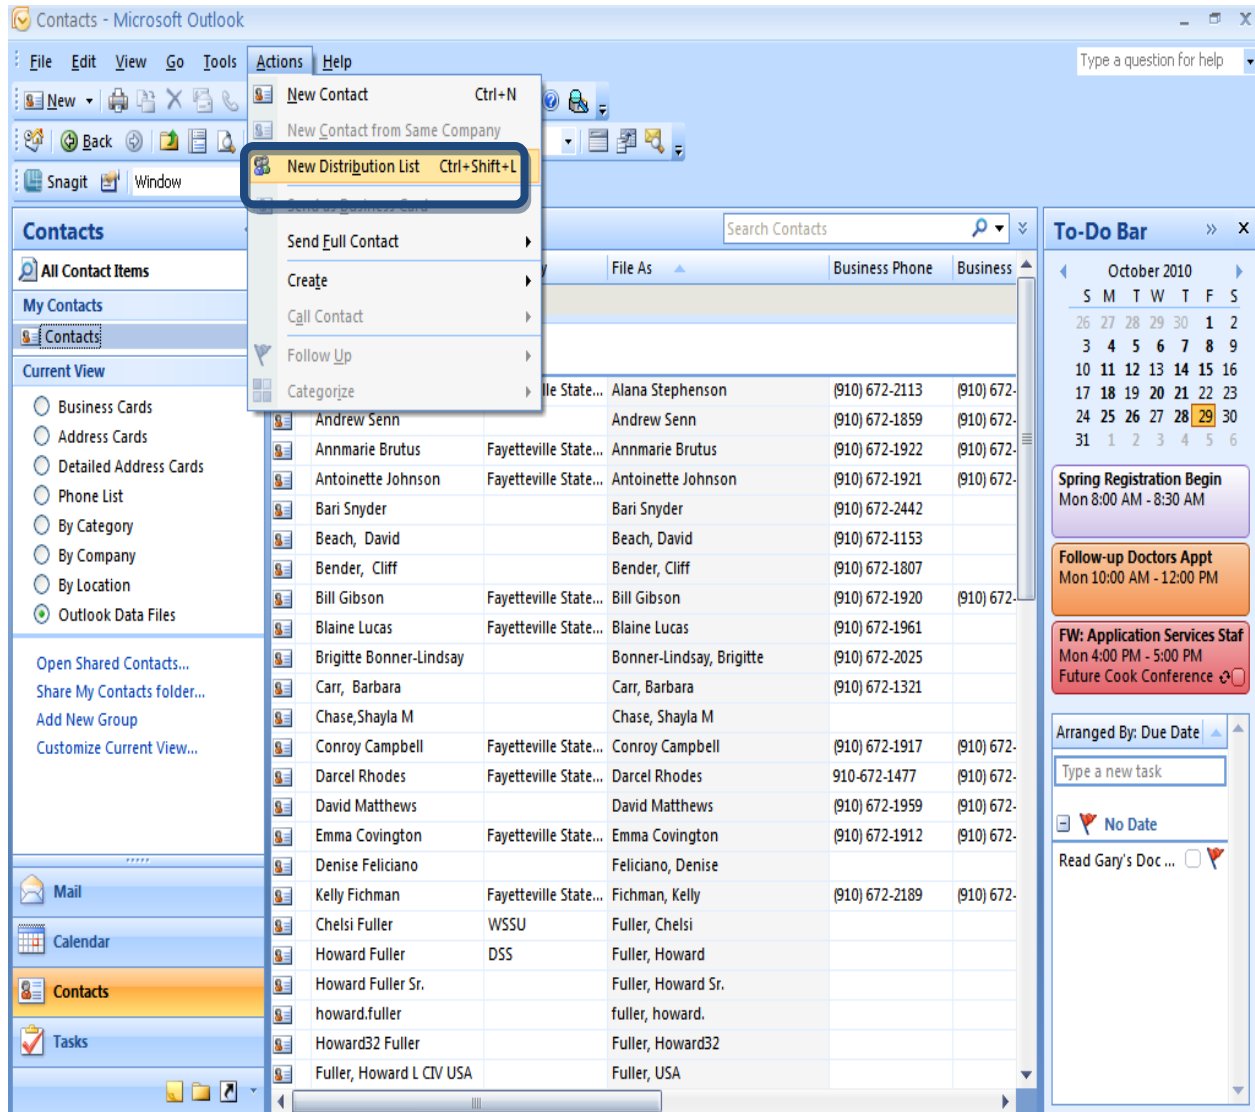 Contacts - Microsoft Outlook
File Edit View Go Tools Actions Help
Type a question for help
New
Back
Snagit Window
New Contact Ctrl+N
New Contact from Same Company
New Distribution List Ctrl+Shift+L
Send as Business Card
Send Full Contact
Create
Call Contact
Follow Up
Categorize
Contacts
All Contact Items
My Contacts
Contacts
Current View
Business Cards
Address Cards
Detailed Address Cards
Phone List
By Category
By Company
By Location
Outlook Data Files
Open Shared Contacts...
Share My Contacts folder...
Add New Group
Customize Current View...
Mail
Calendar
Contacts
Tasks
Search Contacts
File As Business Phone Business
lle State... Alana Stephenson (910) 672-2113 (910) 672-
Andrew Senn Andrew Senn (910) 672-1859 (910) 672-
Annmarie Brutus Fayetteville State... Annmarie Brutus (910) 672-1922 (910) 672-
Antoinette Johnson Fayetteville State... Antoinette Johnson (910) 672-1921 (910) 672-
Bari Snyder Bari Snyder (910) 672-2442
Beach, David Beach, David (910) 672-1153
Bender, Cliff Bender, Cliff (910) 672-1807
Bill Gibson Fayetteville State... Bill Gibson (910) 672-1920 (910) 672-
Blaine Lucas Fayetteville State... Blaine Lucas (910) 672-1961
Brigitte Bonner-Lindsay Bonner-Lindsay, Brigitte (910) 672-2025
Carr, Barbara Carr, Barbara (910) 672-1321
Chase,Shayla M Chase, Shayla M
Conroy Campbell Fayetteville State... Conroy Campbell (910) 672-1917 (910) 672-
Darcel Rhodes Fayetteville State... Darcel Rhodes 910-672-1477 (910) 672-
David Matthews David Matthews (910) 672-1959 (910) 672-
Emma Covington Fayetteville State... Emma Covington (910) 672-1912 (910) 672-
Denise Feliciano Feliciano, Denise
Kelly Fichman Fayetteville State... Fichman, Kelly (910) 672-2189 (910) 672-
Chelsi Fuller WSSU Fuller, Chelsi
Howard Fuller DSS Fuller, Howard
Howard Fuller Sr. Fuller, Howard Sr.
howard.fuller fuller, howard.
Howard32 Fuller Fuller, Howard32
Fuller, Howard L CIV USA Fuller, USA
To-Do Bar
October 2010
S M T W T F S
26 27 28 29 30 1 2
3 4 5 6 7 8 9
10 11 12 13 14 15 16
17 18 19 20 21 22 23
24 25 26 27 28 29 30
31 1 2 3 4 5 6
Spring Registration Begin
Mon 8:00 AM - 8:30 AM
Follow-up Doctors Appt
Mon 10:00 AM - 12:00 PM
FW: Application Services Staf
Mon 4:00 PM - 5:00 PM
Future Cook Conference
Arranged By: Due Date
Type a new task
No Date
Read Gary's Doc ...